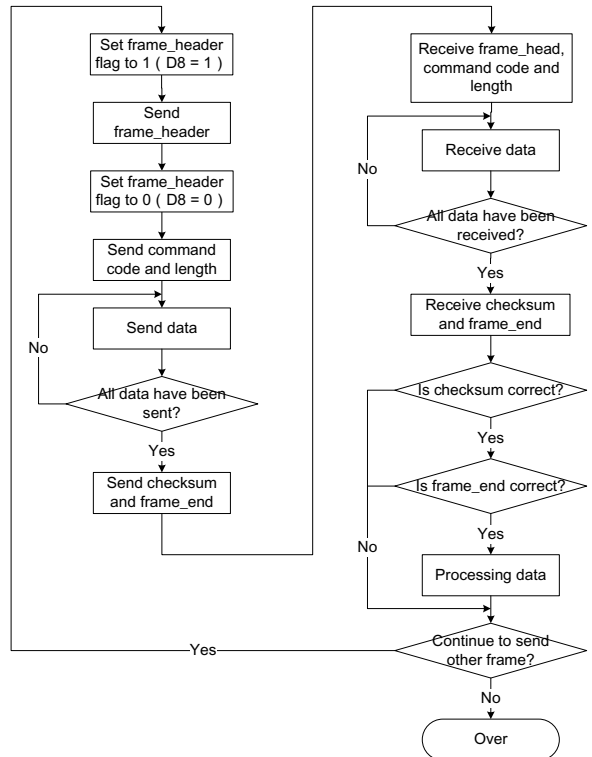 Set frame_header
flag to 1 ( D8 = 1 )
Send
frame_header
Set frame_header
flag to 0 ( D8 = 0 )
Send command
code and length
Send data
No
All data have been
sent?
Yes
Send checksum
and frame_end
Receive frame_head,
command code and
length
Receive data
No
All data have been
received?
Yes
Receive checksum
and frame_end
Is checksum correct?
Yes
Is frame_end correct?
Yes
No
Processing data
Continue to send
other frame?
Yes
No
Over